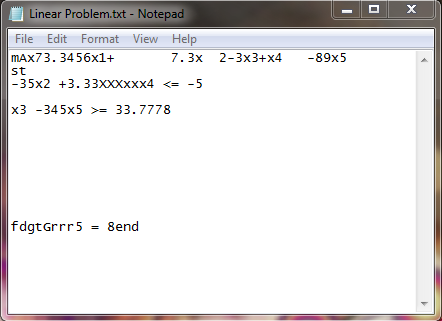 Linear Problem.txt - Notepad
File Edit Format View Help
mAx73.3456x1+       7.3x  2-3x3+x4   -89x5
st
-35x2 +3.33XXXxxx4 <= -5
x3 -345x5 >= 33.7778
fdgtGrrr5 = 8end